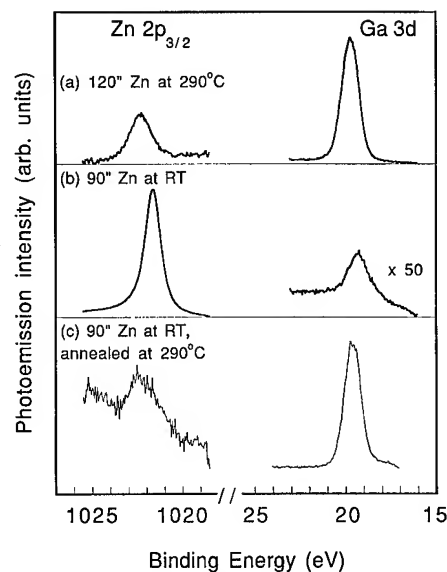 Zn 2p3/2 Ga 3d
(a) 120" Zn at 290°C
(b) 90" Zn at RT
x 50
(c) 90" Zn at RT,
annealed at 290°C
Photoemission intensity (arb. units)
1025 1020 // 25 20 15
Binding Energy (eV)